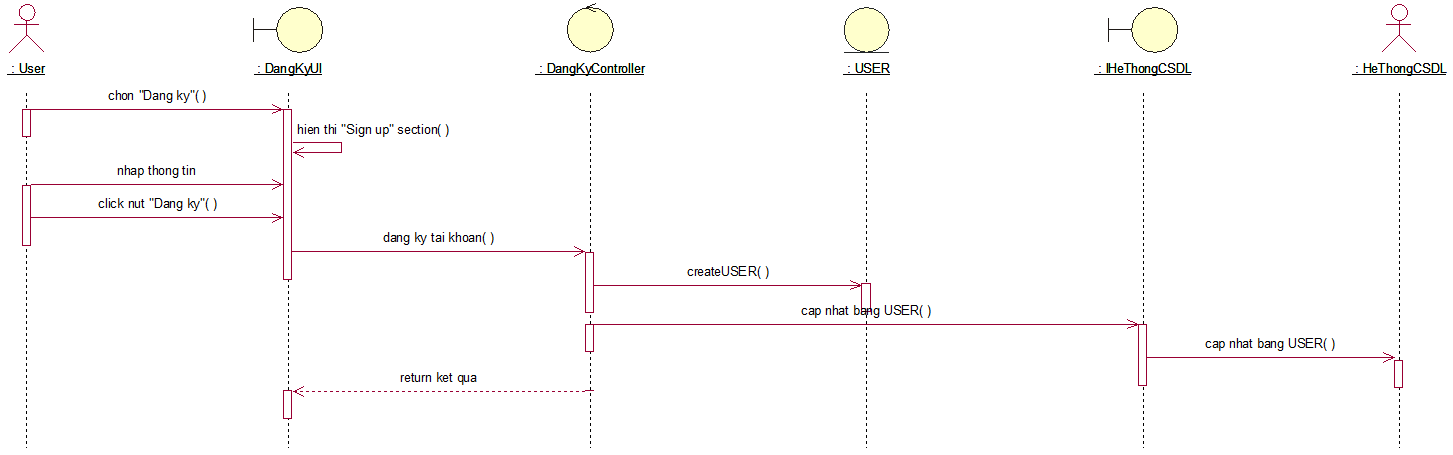 : User
: DangKyUI
: DangKyController
: USER
: IHeThongCSDL
: HeThongCSDL
chon "Dang ky"( )
hien thi "Sign up" section( )
nhap thong tin
click nut "Dang ky"( )
dang ky tai khoan( )
createUSER( )
cap nhat bang USER( )
cap nhat bang USER( )
return ket qua